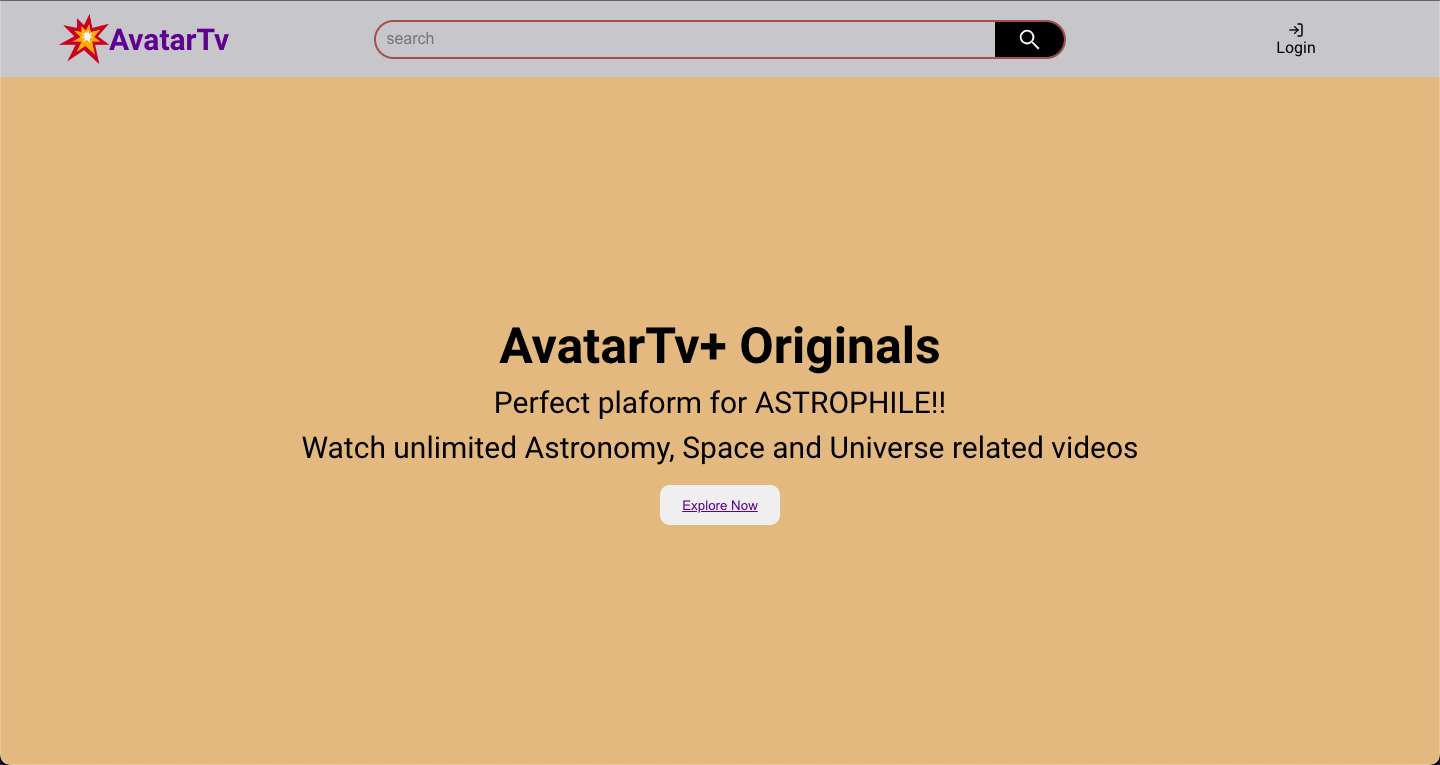 AvatarTv
search
Login
AvatarTv+ Originals
Perfect plaform for ASTROPHILE!!
Watch unlimited Astronomy, Space and Universe related videos
Explore Now